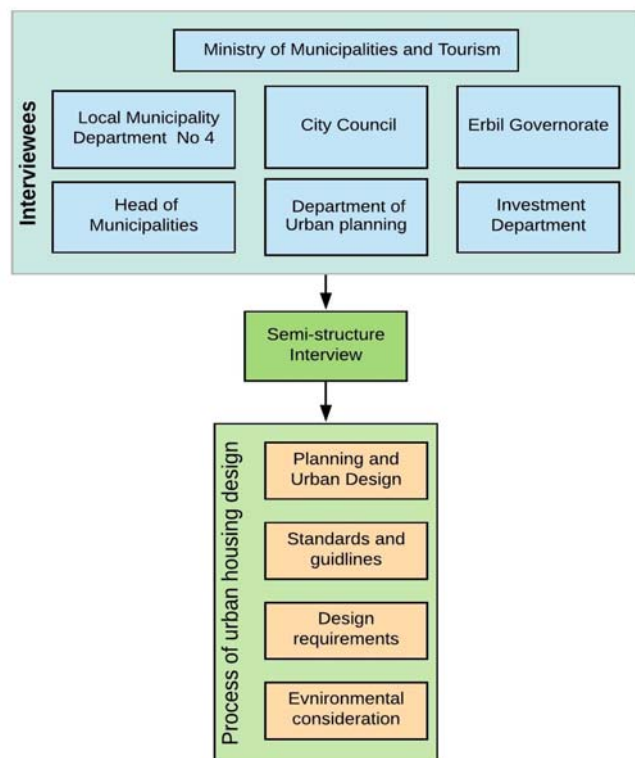 Ministry of Municipalities and Tourism
Interviewees
Local Municipality
Department No 4
City Council
Erbil Governorate
Head of
Municipalities
Department of
Urban planning
Investment
Department
Semi-structure
Interview
Process of urban housing design
Planning and
Urban Design
Standards and
guidlines
Design
requirements
Evnironmental
consideration